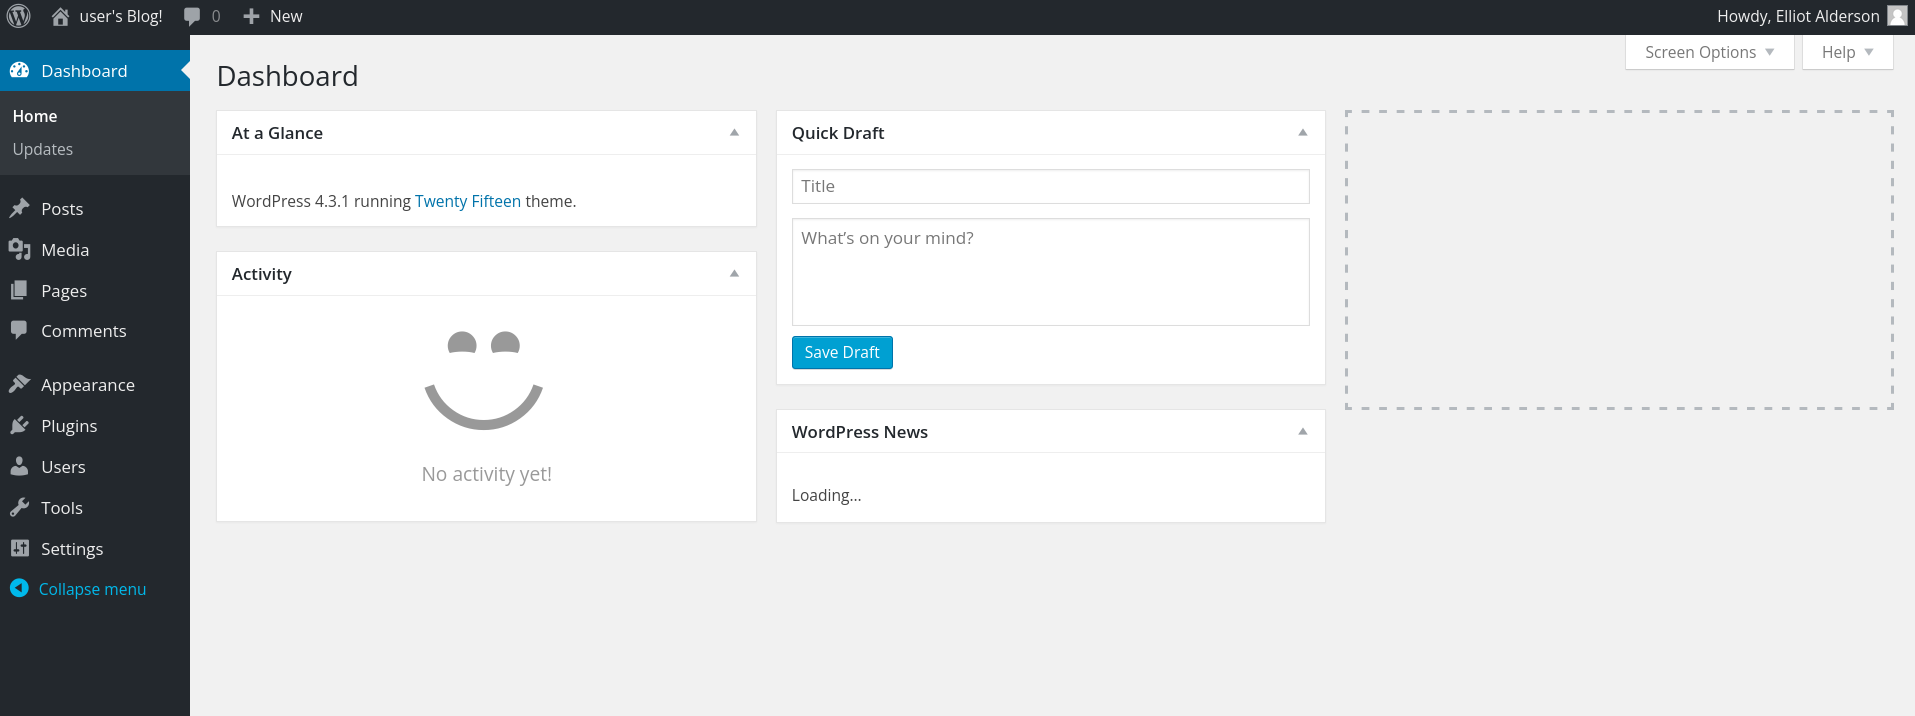 user's Blog! 0 New Howdy, Elliot Alderson
Screen Options Help
Dashboard
Home
Updates
Posts
Media
Pages
Comments
Appearance
Plugins
Users
Tools
Settings
Collapse menu
Dashboard
At a Glance
WordPress 4.3.1 running Twenty Fifteen theme.
Activity
No activity yet!
Quick Draft
Title
What’s on your mind?
Save Draft
WordPress News
Loading…